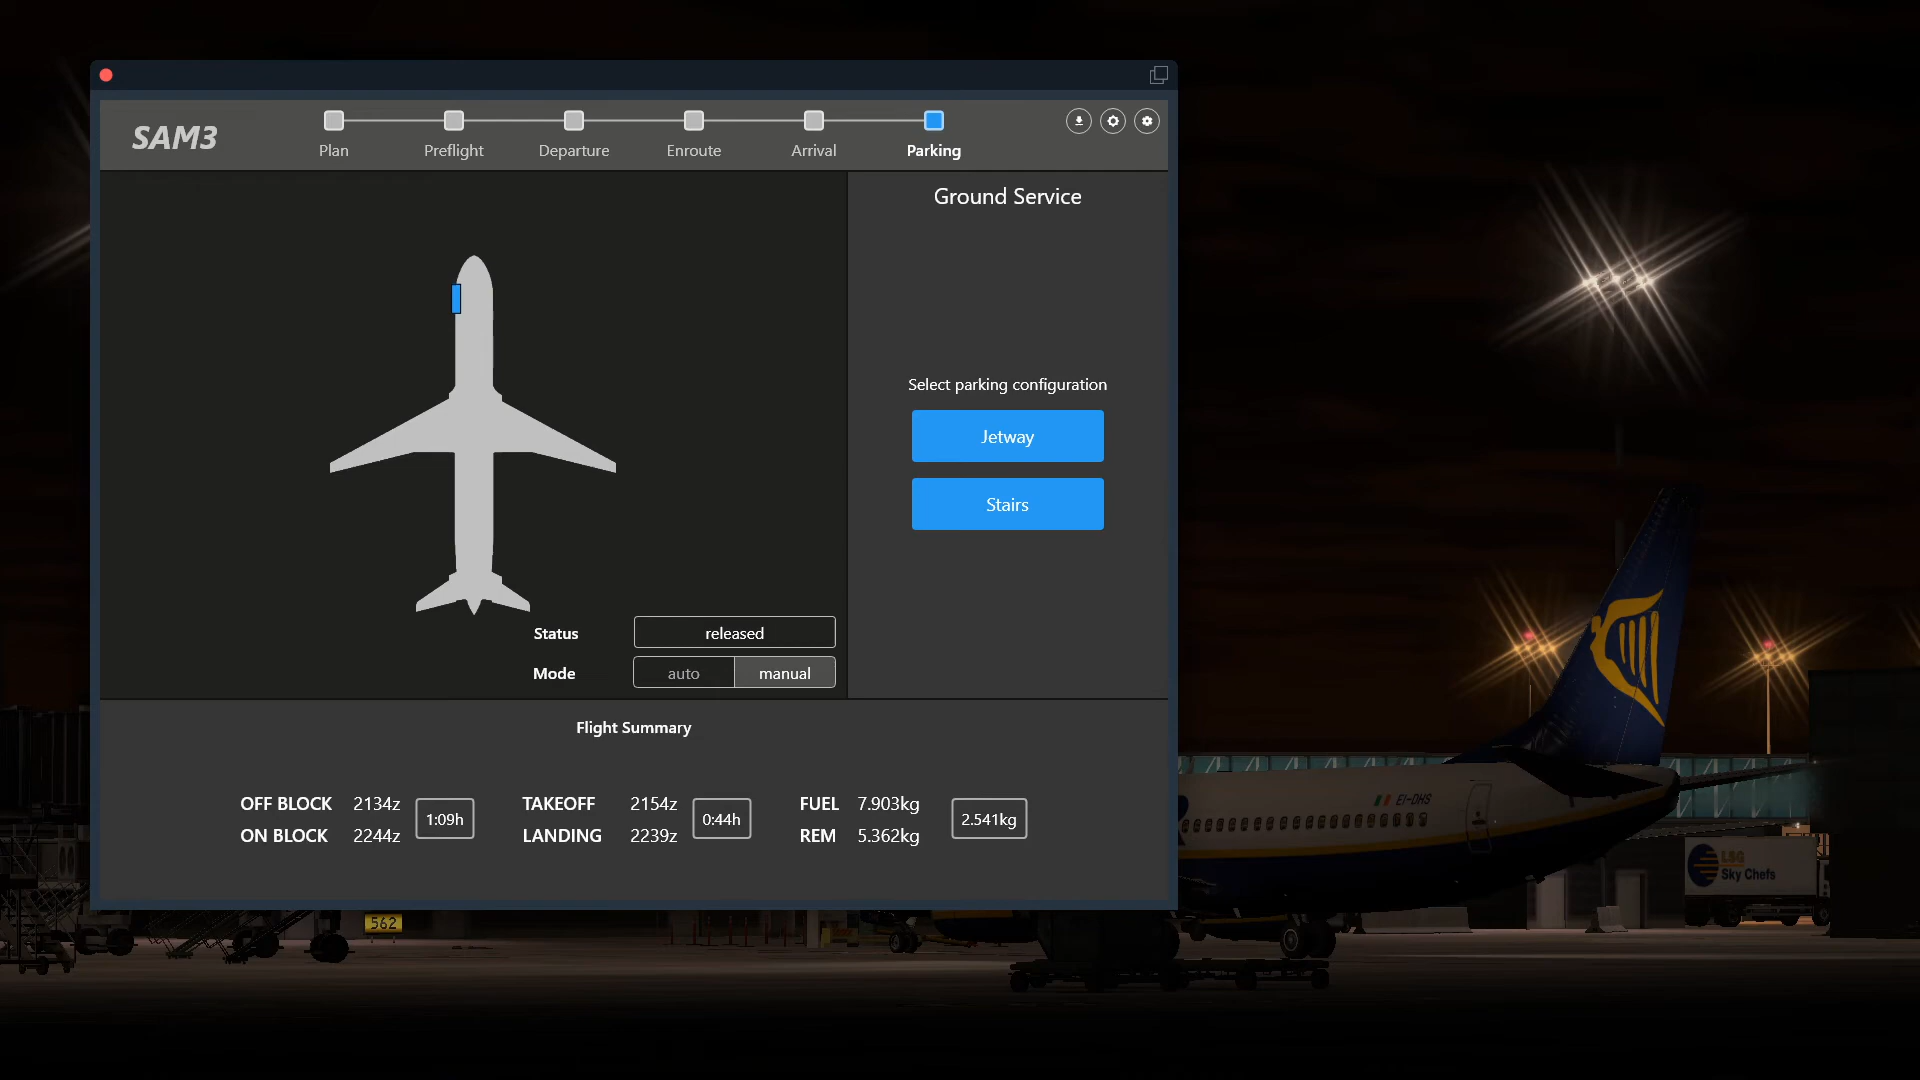 SAM3
Plan
Preflight
Departure
Enroute
Arrival
Parking
Ground Service
Select parking configuration
Jetway
Stairs
Status
released
Mode
auto
manual
Flight Summary
OFF BLOCK 2134z
ON BLOCK 2244z
1:09h
TAKEOFF 2154z
LANDING 2239z
0:44h
FUEL 7.903kg
REM 5.362kg
2.541kg
EI-DHS
LSG
Sky Chefs
562